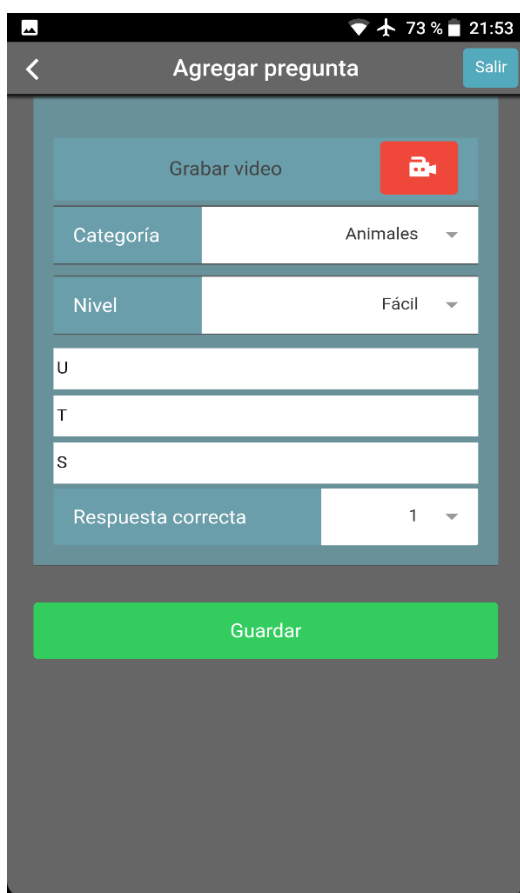 73 % 21:53
Agregar pregunta Salir
Grabar video
Categoría Animales
Nivel Fácil
U
T
S
Respuesta correcta 1
Guardar